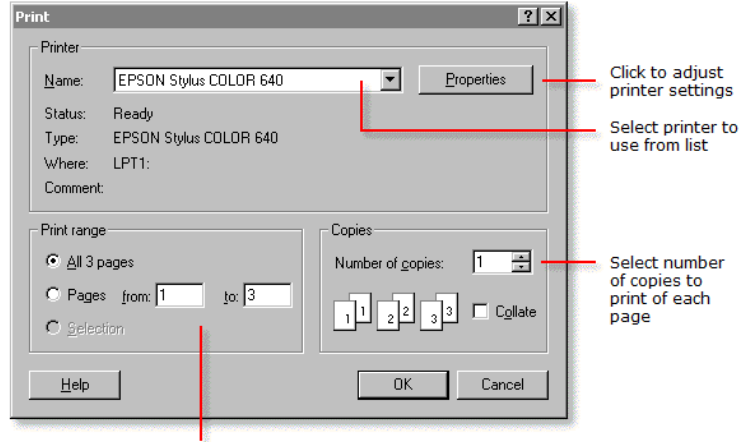 Print
Printer
Name: EPSON Stylus COLOR 640 Properties
Status: Ready
Type: EPSON Stylus COLOR 640
Where: LPT1:
Comment:
Click to adjust
printer settings
Select printer to
use from list
Print range
All 3 pages
Pages from: 1 to: 3
Selection
Copies
Number of copies: 1
1 1 2 2 3 3 Collate
Select number
of copies to
print of each
page
Help OK Cancel